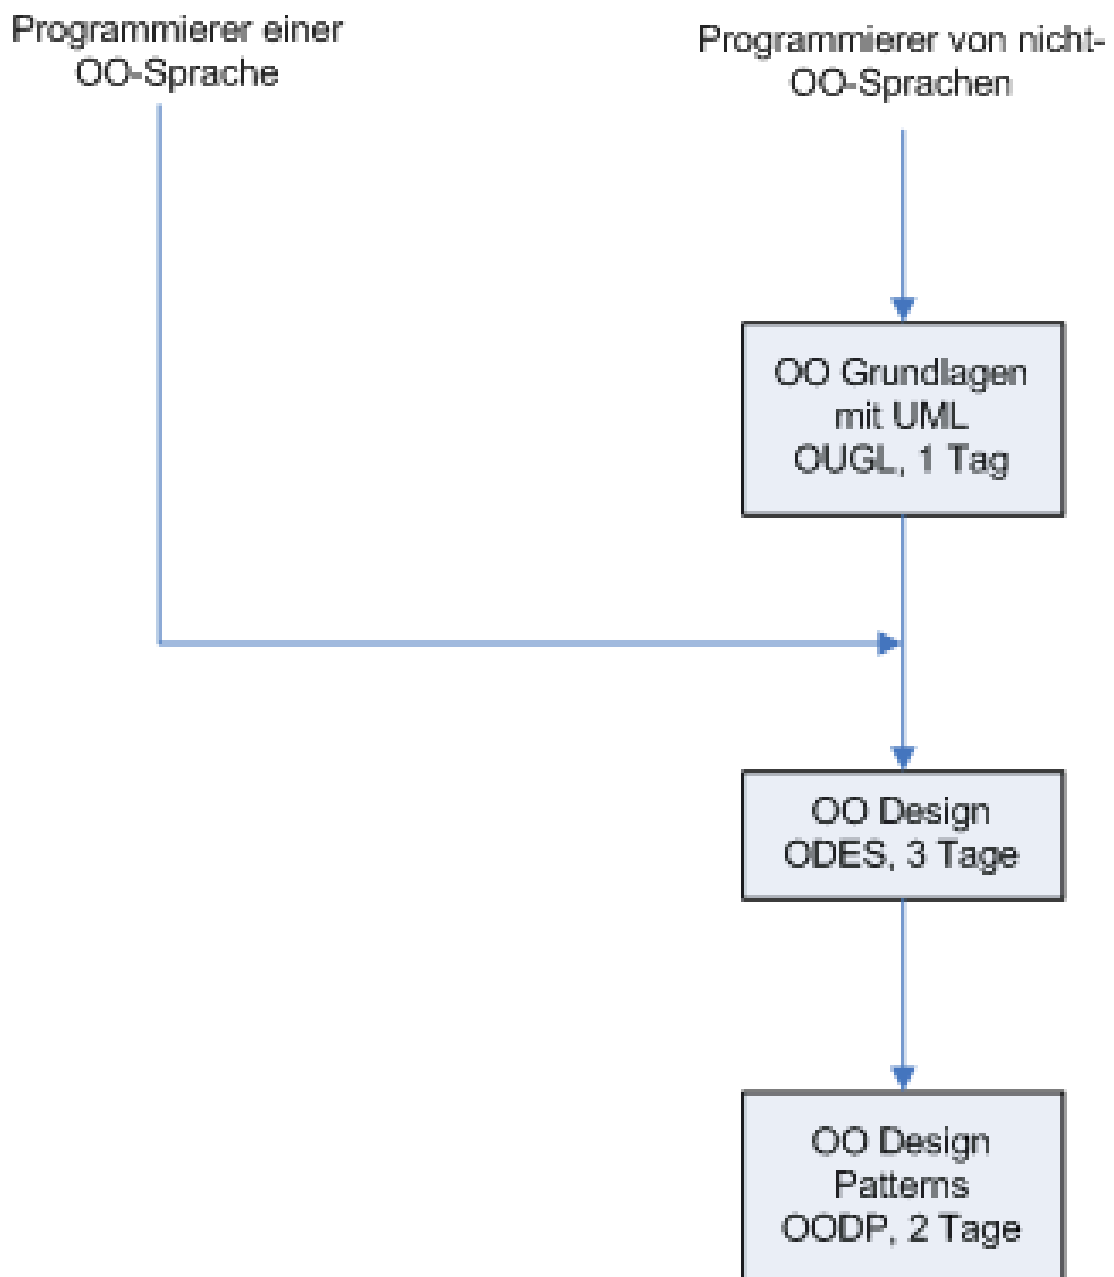 Programmierer einer
OO-Sprache
Programmierer von nicht-
OO-Sprachen
OO Grundlagen
mit UML
OUGL, 1 Tag
OO Design
ODES, 3 Tage
OO Design
Patterns
OODP, 2 Tage